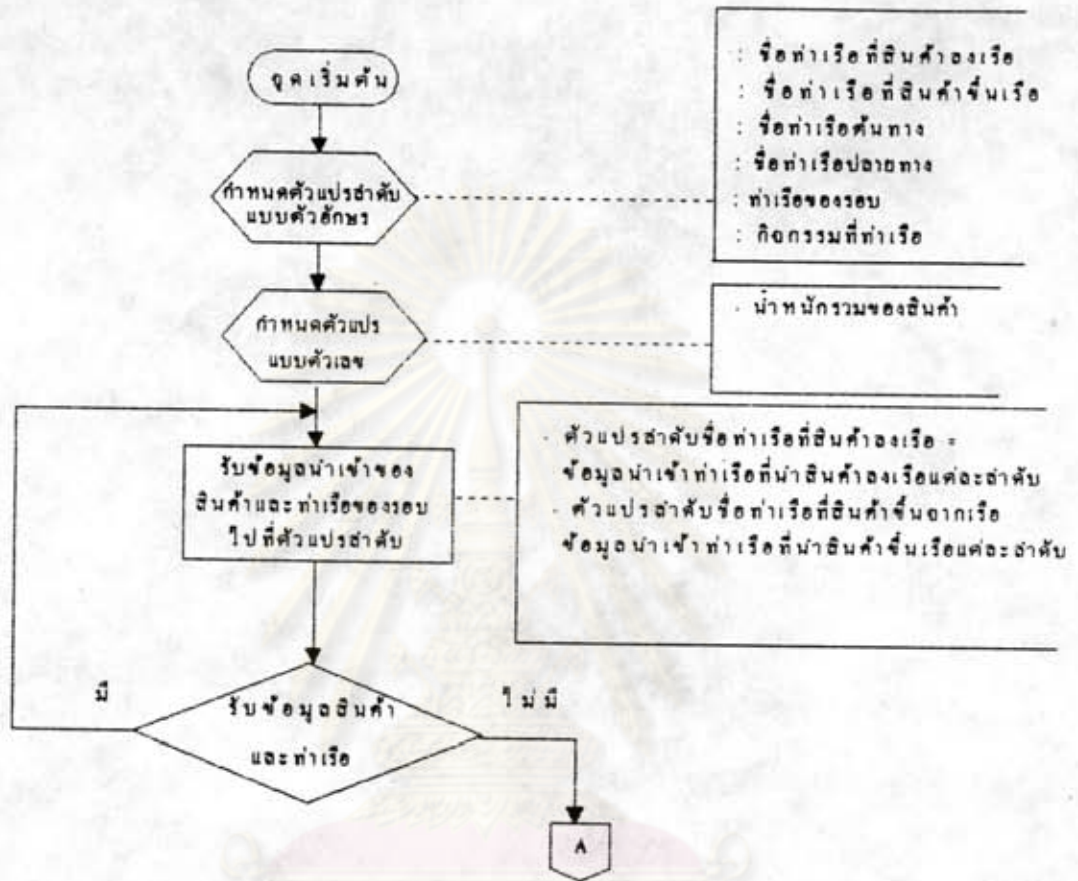 จุดเริ่มต้น
กำหนดตัวแปรลำดับ
แบบตัวอักษร
: ชื่อท่าเรือที่สินค้าลงเรือ
: ชื่อท่าเรือที่สินค้าขึ้นเรือ
: ชื่อท่าเรือต้นทาง
: ชื่อท่าเรือปลายทาง
: ท่าเรือของรอบ
: กิจกรรมที่ท่าเรือ
กำหนดตัวแปร
แบบตัวเลข
- น้ำหนักรวมของสินค้า
รับข้อมูลนำเข้าของ
สินค้าและท่าเรือของรอบ
ไปที่ตัวแปรลำดับ
- ตัวแปรลำดับชื่อท่าเรือที่สินค้าลงเรือ =
ข้อมูลนำเข้าท่าเรือที่นำสินค้าลงเรือแต่ละลำดับ
- ตัวแปรลำดับชื่อท่าเรือที่สินค้าขึ้นจากเรือ
ข้อมูลนำเข้าท่าเรือที่นำสินค้าขึ้นเรือแต่ละลำดับ
มี
รับข้อมูลสินค้า
และท่าเรือ
ไม่มี
A